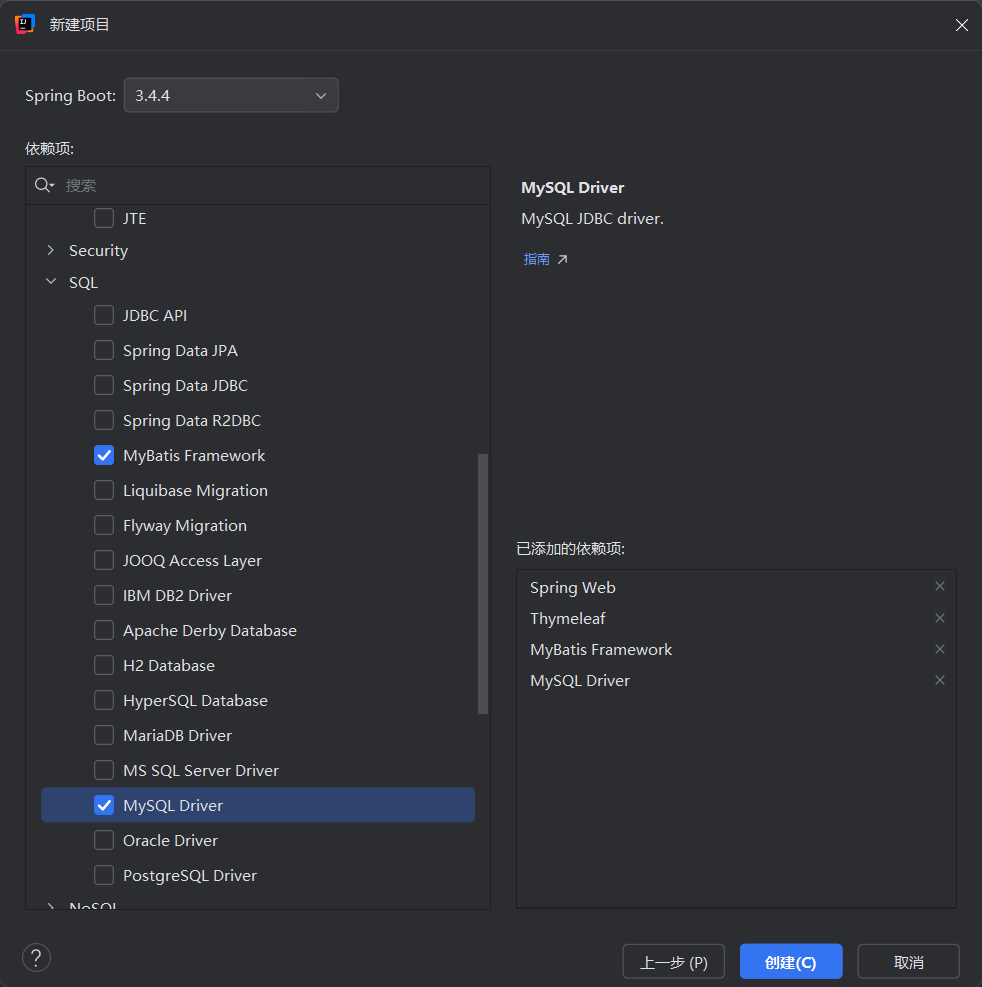 新建项目
Spring Boot: 3.4.4
依赖项:
搜索
JTE
Security
SQL
JDBC API
Spring Data JPA
Spring Data JDBC
Spring Data R2DBC
MyBatis Framework
Liquibase Migration
Flyway Migration
JOOQ Access Layer
IBM DB2 Driver
Apache Derby Database
H2 Database
HyperSQL Database
MariaDB Driver
MS SQL Server Driver
MySQL Driver
Oracle Driver
PostgreSQL Driver
NoSQL
MySQL Driver
MySQL JDBC driver.
指南
已添加的依赖项:
Spring Web
Thymeleaf
MyBatis Framework
MySQL Driver
?
上一步 (P) 创建(C) 取消